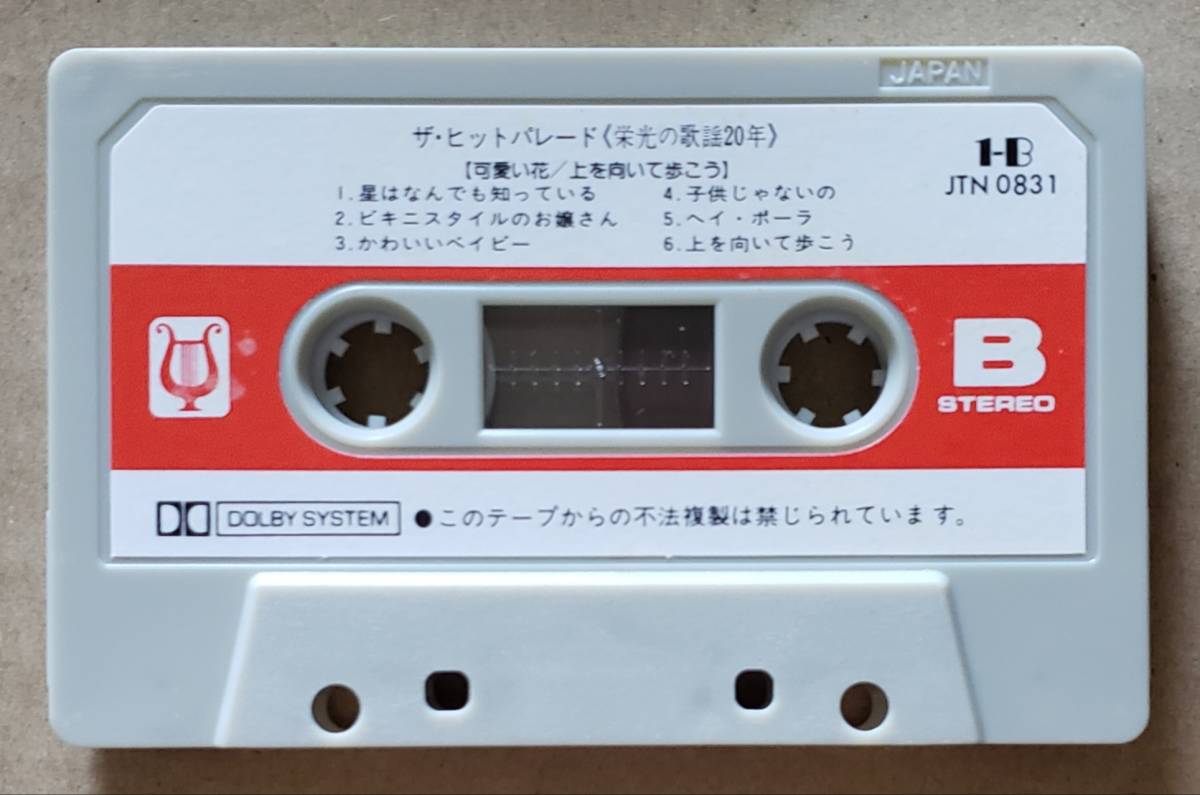 JAPAN
ザ・ヒットパレード《栄光の歌謡20年》
1-B
【可愛い花／上を向いて歩こう】
JTN 0831
1.星はなんでも知っている
2.ビキニスタイルのお嬢さん
3.かわいいベイビー
4.子供じゃないの
5.ヘイ・ポーラ
6.上を向いて歩こう
B
STEREO
DOLBY SYSTEM
●このテープからの不法複製は禁じられています。